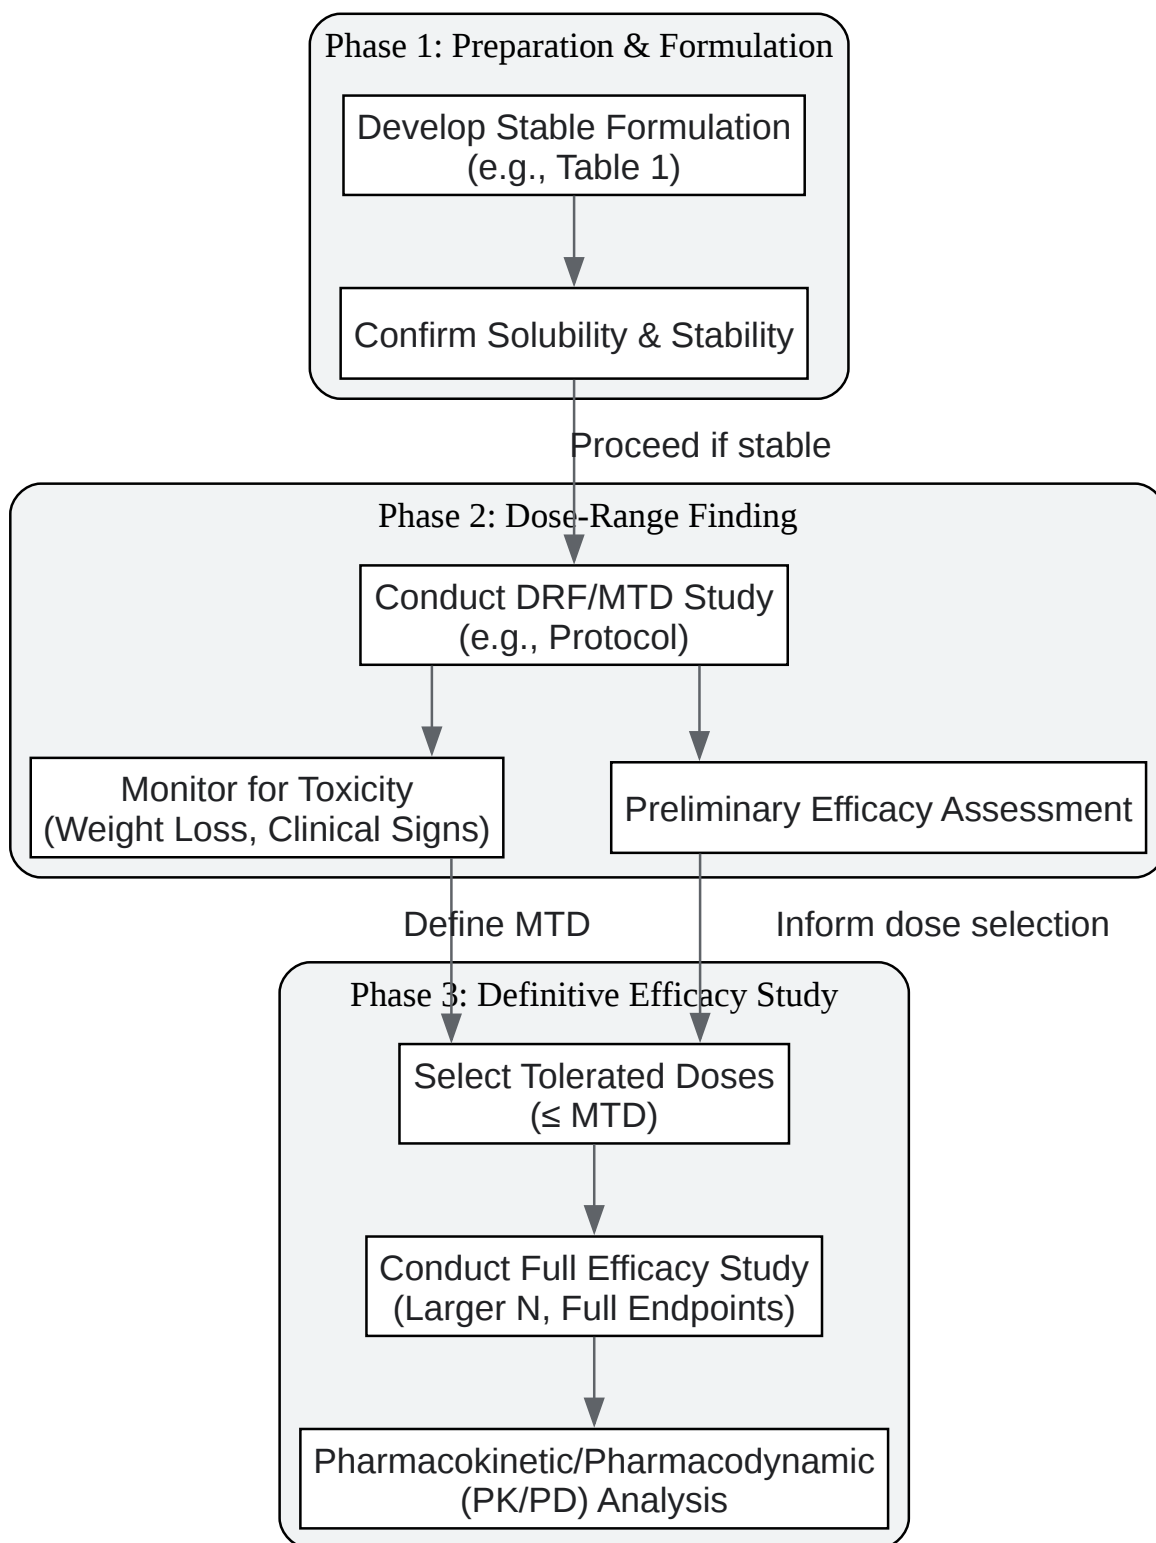 Phase 1: Preparation & Formulation
Develop Stable Formulation
(e.g., Table 1)
Confirm Solubility & Stability
Proceed if stable
Phase 2: Dose-Range Finding
Conduct DRF/MTD Study
(e.g., Protocol)
Monitor for Toxicity
(Weight Loss, Clinical Signs)
Preliminary Efficacy Assessment
Define MTD
Inform dose selection
Phase 3: Definitive Efficacy Study
Select Tolerated Doses
(≤ MTD)
Conduct Full Efficacy Study
(Larger N, Full Endpoints)
Pharmacokinetic/Pharmacodynamic
(PK/PD) Analysis